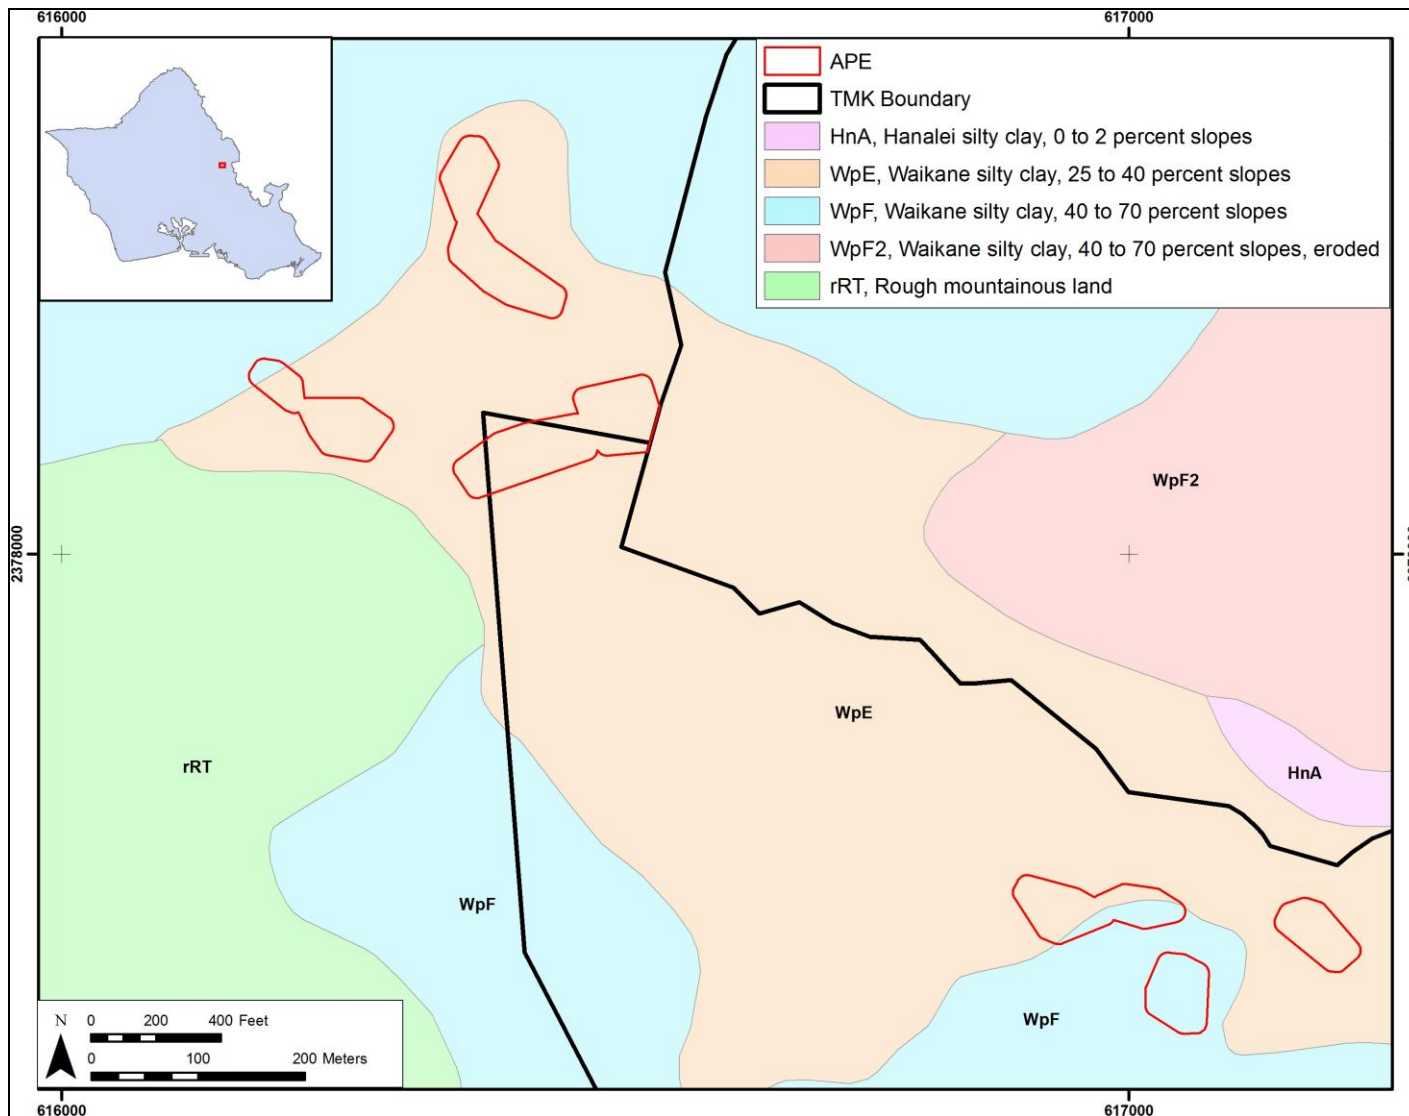 616000
617000
APE
TMK Boundary
HnA, Hanalei silty clay, 0 to 2 percent slopes
WpE, Waikane silty clay, 25 to 40 percent slopes
WpF, Waikane silty clay, 40 to 70 percent slopes
WpF2, Waikane silty clay, 40 to 70 percent slopes, eroded
rRT, Rough mountainous land
WpF2
2378000
WpE
rRT
HnA
WpF
WpF
N
0 200 400 Feet
0 100 200 Meters
616000
617000